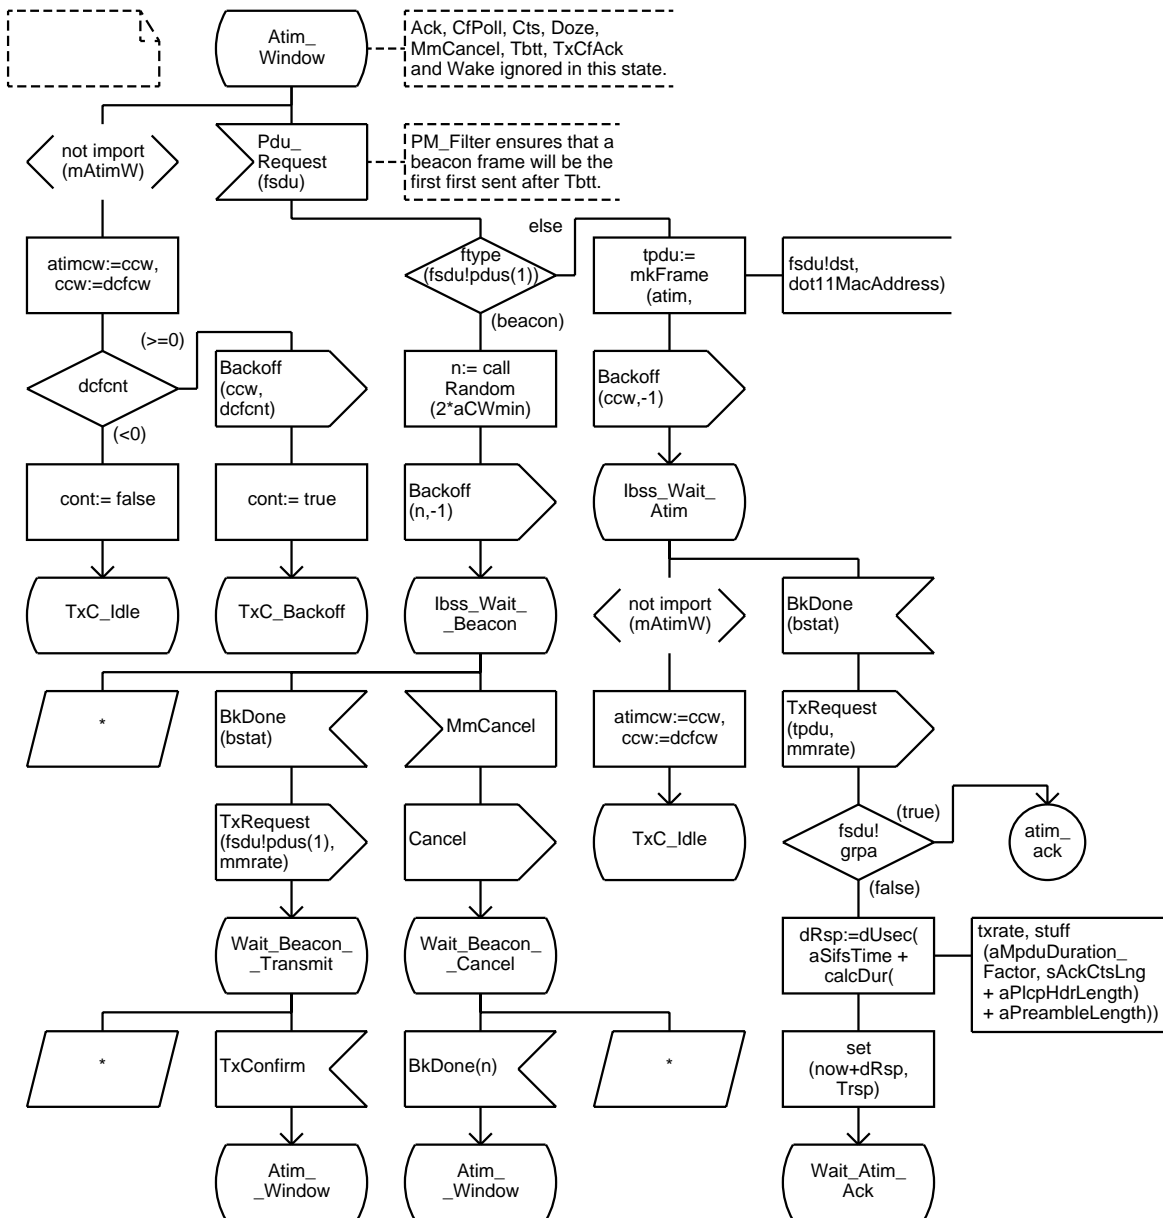 Atim_
_Window
Ack, CfPoll, Cts, Doze,
MmCancel, Tbtt, TxCfAck
and Wake ignored in this state.
not import
(mAtimW)
Pdu_
_Request
(fsdu)
PM_Filter ensures that a
beacon frame will be the
first first sent after Tbtt.
else
atimcw:=ccw,
ccw:=dcfcw
ftype
(fsdu!pdus(1))
(beacon)
tpdu:=
mkFrame
(atim,
fsdu!dst,
dot11MacAddress)
(>=0)
dcfcnt
(<0)
Backoff
(ccw,
dcfcnt)
n:= call
Random
(2*aCWmin)
Backoff
(ccw,-1)
cont:= false
cont:= true
Backoff
(n,-1)
Ibss_Wait_
_Atim
TxC_Idle
TxC_Backoff
Ibss_Wait_
_Beacon
not import
(mAtimW)
BkDone
(bstat)
*
BkDone
(bstat)
MmCancel
atimcw:=ccw,
ccw:=dcfcw
TxRequest
(tpdu,
mmrate)
TxRequest
(fsdu!pdus(1),
mmrate)
Cancel
TxC_Idle
fsdu!
grpa
(true)
(false)
atim_
_ack
Wait_Beacon_
_Transmit
Wait_Beacon_
_Cancel
dRsp:=dUsec(
aSifsTime +
calcDur(
txrate, stuff
(aMpduDuration_
_Factor, sAckCtsLng
+ aPlcpHdrLength)
+ aPreambleLength))
*
TxConfirm
BkDone(n)
*
set
(now+dRsp,
Trsp)
Atim_
_Window
Atim_
_Window
Wait_Atim_
_Ack